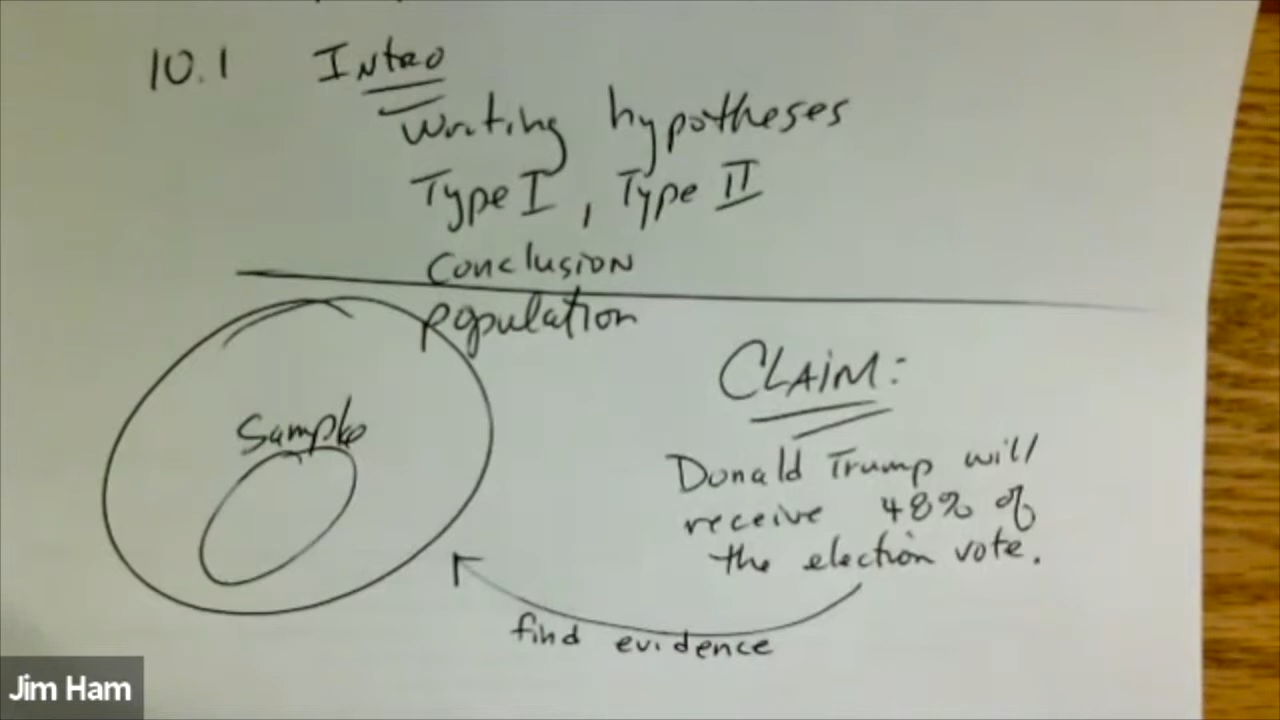 10.1 Intro
Writing hypotheses
Type I, Type II
Conclusion
population
Sample
CLAIM:
Donald Trump will
receive 48% of
the election vote.
find evidence
Jim Ham